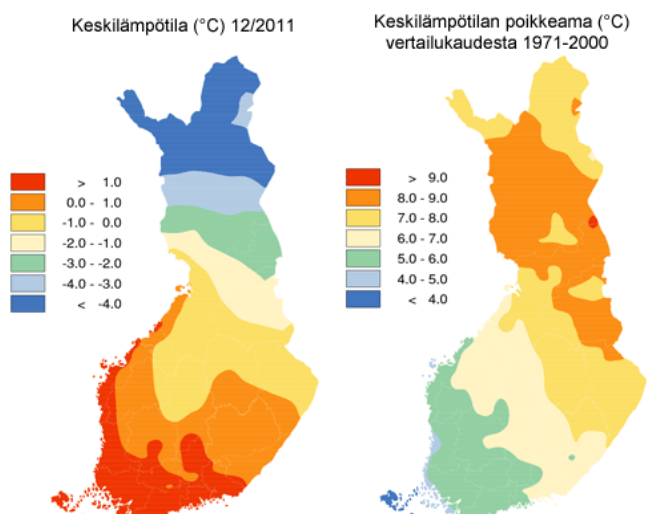 Keskilämpötila (°C) 12/2011
Keskilämpötilan poikkeama (°C)
vertailukaudesta 1971-2000
> 1.0
0.0 - 1.0
-1.0 - 0.0
-2.0 - -1.0
-3.0 - -2.0
-4.0 - -3.0
< -4.0
> 9.0
8.0 - 9.0
7.0 - 8.0
6.0 - 7.0
5.0 - 6.0
4.0 - 5.0
< 4.0